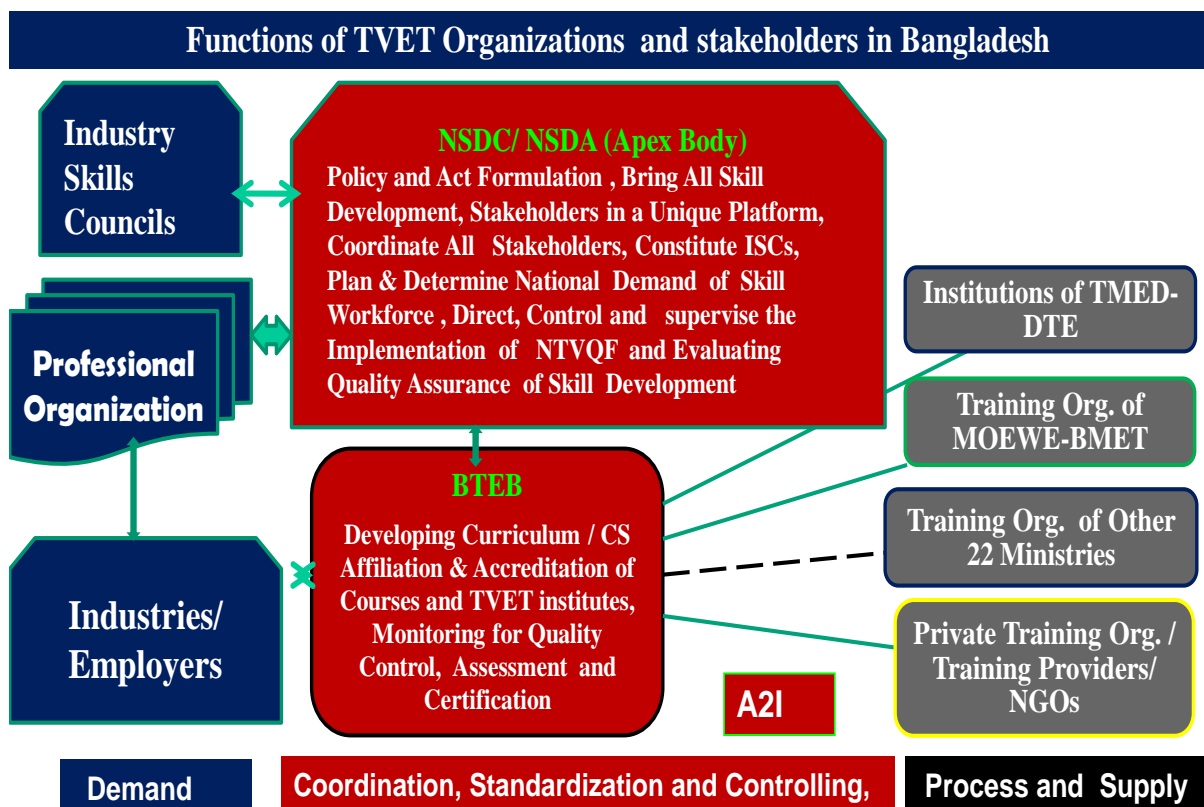 Functions of TVET Organizations and stakeholders in Bangladesh
Industry
Skills
Councils
NSDC/ NSDA (Apex Body)
Policy and Act Formulation , Bring All Skill
Development, Stakeholders in a Unique Platform,
Coordinate All Stakeholders, Constitute ISCs,
Plan & Determine National Demand of Skill
Workforce , Direct, Control and supervise the
Implementation of NTVQF and Evaluating
Quality Assurance of Skill Development
Professional
Organization
Industries/
Employers
BTEB
Developing Curriculum / CS
Affiliation & Accreditation of
Courses and TVET institutes,
Monitoring for Quality
Control, Assessment and
Certification
A2I
Institutions of TMED-
DTE
Training Org. of
MOEWE-BMET
Training Org. of Other
22 Ministries
Private Training Org. /
Training Providers/
NGOs
Demand
Coordination, Standardization and Controlling,
Process and Supply